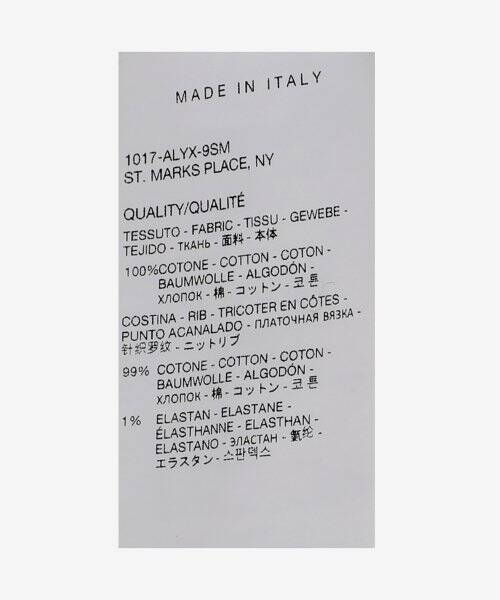 MADE IN ITALY
1017-ALYX-9SM
ST. MARKS PLACE, NY
QUALITY/QUALITÉ
TESSUTO - FABRIC - TISSU - GEWEBE -
TEJIDO - ТКАНЬ - 面料 - 本体
100% COTONE - COTTON - COTON -
BAUMWOLLE - ALGODÓN -
ХЛОПОК - 棉 - コットン - 코튼
COSTINA - RIB - TRICOTER EN CÔTES -
PUNTO ACANALADO - ПЛАТОЧНАЯ ВЯЗКА -
针织罗纹 - ニットリブ
99% COTONE - COTTON - COTON -
BAUMWOLLE - ALGODÓN -
ХЛОПОК - 棉 - コットン - 코튼
1% ELASTAN - ELASTANE -
ÉLASTHANNE - ELASTHAN -
ELASTANO - ЭЛАСТАН - 氨纶 -
エラスタン - 스판덱스